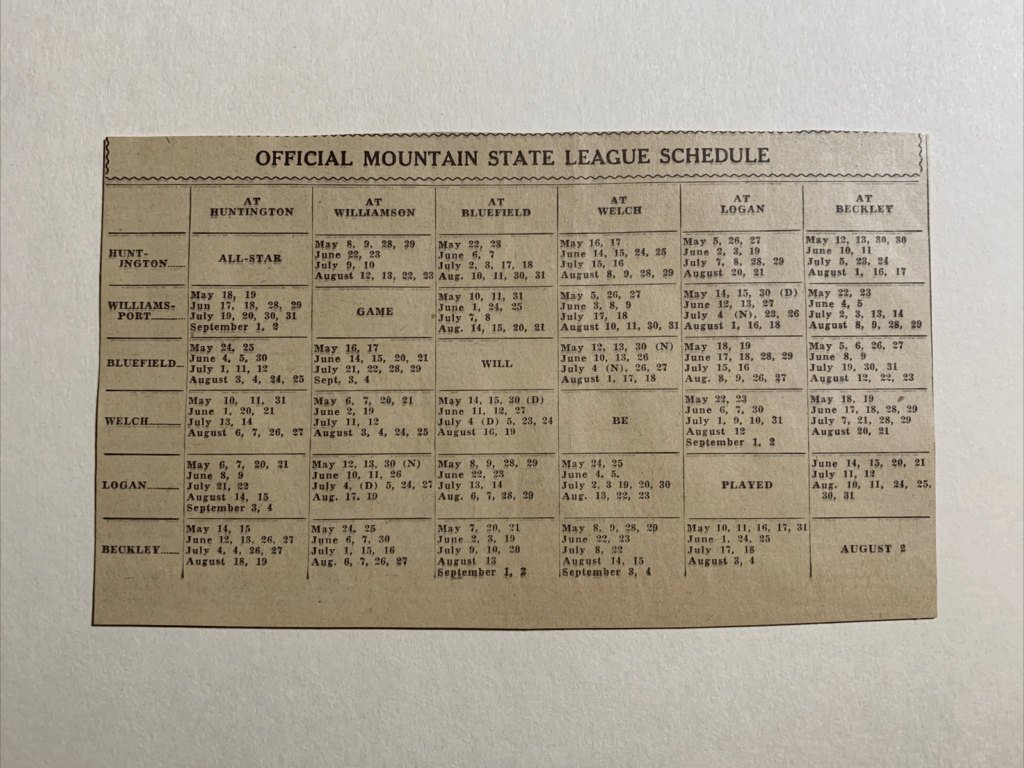 OFFICIAL MOUNTAIN STATE LEAGUE SCHEDULE
AT HUNTINGTON
AT WILLIAMSON
AT BLUEFIELD
AT WELCH
AT LOGAN
AT BECKLEY
HUNT-
INGTON
ALL-STAR
May 8, 9, 28, 29
June 22, 23
July 9, 10
August 12, 13, 22, 23
May 22, 23
June 6, 7
July 2, 3, 17, 18
Aug. 10, 11, 30, 31
May 16, 17
June 14, 15, 24, 25
July 15, 16
August 8, 9, 28, 29
May 5, 26, 27
June 2, 3, 19
July 7, 8, 28, 29
August 20, 21
May 12, 13, 30, 30
June 10, 11
July 5, 23, 24
August 1, 16, 17
WILLIAMS-
PORT
May 18, 19
Jun 17, 18, 28, 29
July 19, 20, 30, 31
September 1, 2
GAME
May 10, 11, 31
June 1, 24, 25
July 7, 8
Aug. 14, 15, 20, 21
May 5, 26, 27
June 3, 8, 9
July 17, 18
August 10, 11, 30, 31
May 14, 15, 30 (D)
June 12, 13, 27
July 4 (N), 23, 26
August 1, 16, 18
May 22, 23
June 4, 5
July 2, 3, 13, 14
August 8, 9, 28, 29
BLUEFIELD
May 24, 25
June 4, 5, 30
July 1, 11, 12
August 3, 4, 24, 25
May 16, 17
June 14, 15, 20, 21
July 21, 22, 28, 29
Sept. 3, 4
WILL
May 12, 13, 30 (N)
June 10, 13, 26
July 4 (N), 26, 27
August 1, 17, 18
May 18, 19
June 17, 18, 28, 29
July 15, 16
Aug. 8, 9, 26, 27
May 5, 6, 26, 27
June 8, 9
July 19, 30, 31
August 12, 22, 23
WELCH
May 10, 11, 31
June 1, 20, 21
July 13, 14
August 6, 7, 26, 27
May 6, 7, 20, 21
June 2, 19
July 11, 12
August 3, 4, 24, 25
May 14, 15, 30 (D)
June 11, 12, 27
July 4 (D) 5, 23, 24
August 16, 19
BE
May 22, 23
June 6, 7, 30
July 1, 9, 10, 31
August 12
September 1, 2
May 18, 19
June 17, 18, 28, 29
July 7, 21, 28, 29
August 20, 21
LOGAN
May 6, 7, 20, 21
June 8, 9
July 21, 22
August 14, 15
September 3, 4
May 12, 13, 30 (N)
June 10, 11, 26
July 4, (D) 5, 24, 27
Aug. 17, 19
May 8, 9, 28, 29
June 22, 23
July 13, 14
Aug. 6, 7, 28, 29
May 24, 25
June 4, 5.
July 2, 3 19, 20, 30
Aug. 13, 22, 23
PLAYED
June 14, 15, 20, 21
July 11, 12
Aug. 10, 11, 24, 25.
30, 31
BECKLEY
May 14, 15
June 12, 13, 26, 27
July 4, 4, 26, 27
August 18, 19
May 24, 25
June 6, 7, 30
July 1, 15, 16
Aug. 6, 7, 26, 27
May 7, 20, 21
June 2, 3, 19
July 9, 10, 20
August 13
September 1, 2
May 8, 9, 28, 29
June 22, 23
July 8, 22
August 14, 15
September 3, 4
May 10, 11, 16, 17, 31
June 1, 24, 25
July 17, 18
August 3, 4
AUGUST 2